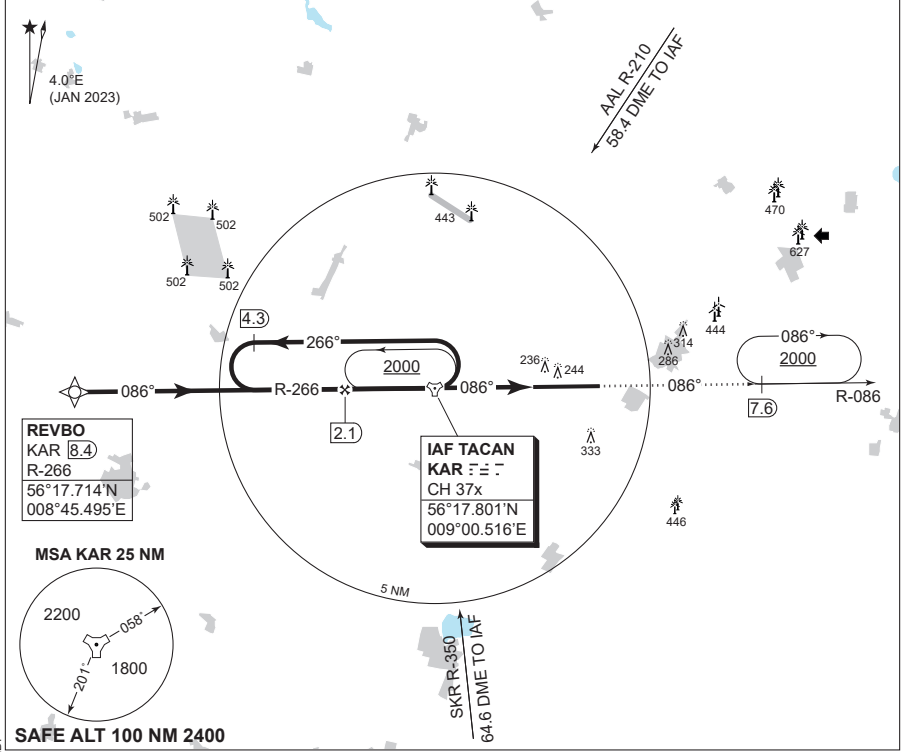 4.0°E
(JAN 2023)
AAL R-210
58.4 DME TO IAF
502
502
502
502
443
470
627
4.3
266°
2000
086°
R-266
086°
2.1
236
244
286
314
444
333
446
086°
086°
2000
7.6
R-086
REVBO
KAR 8.4
R-266
56°17.714'N
008°45.495'E
IAF TACAN
KAR
CH 37x
56°17.801'N
009°00.516'E
MSA KAR 25 NM
2200
058°
201°
1800
5 NM
SKR R-350
64.6 DME TO IAF
SAFE ALT 100 NM 2400